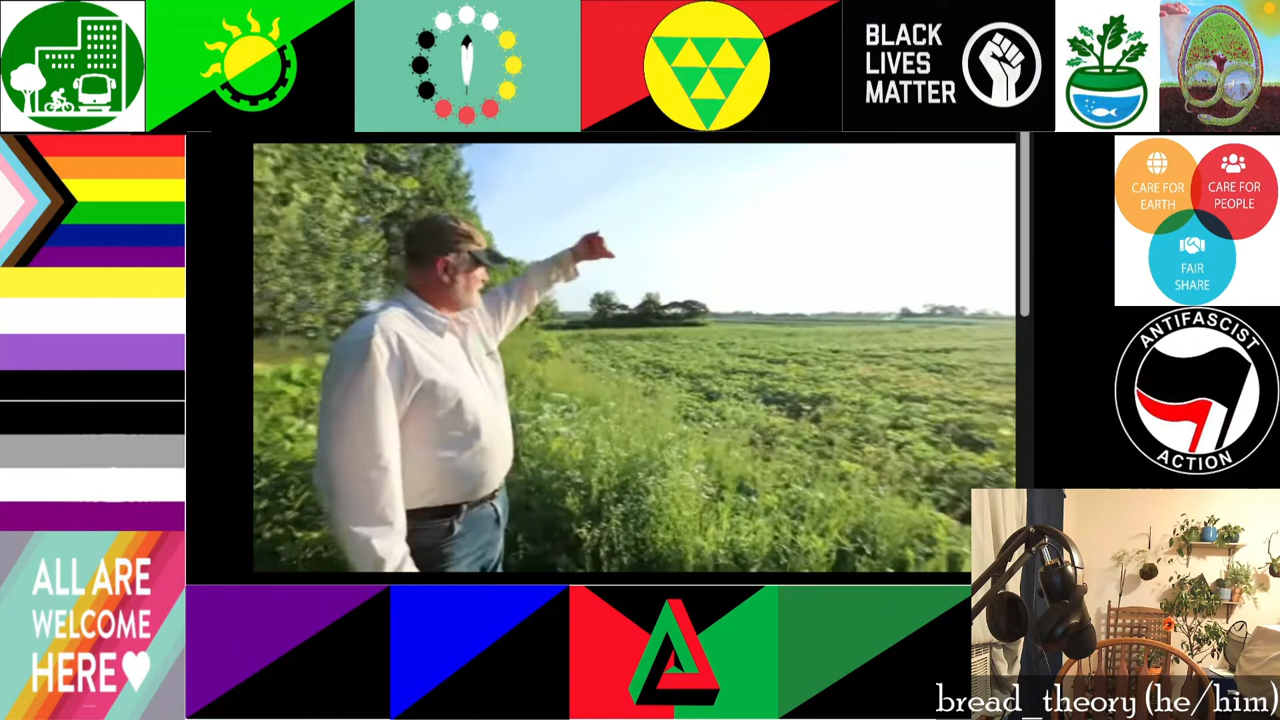 BLACK
LIVES
MATTER
CARE FOR
EARTH
CARE FOR
PEOPLE
FAIR
SHARE
ANTIFASCIST
ACTION
ALL ARE
WELCOME
HERE
bread_theory (he/him)